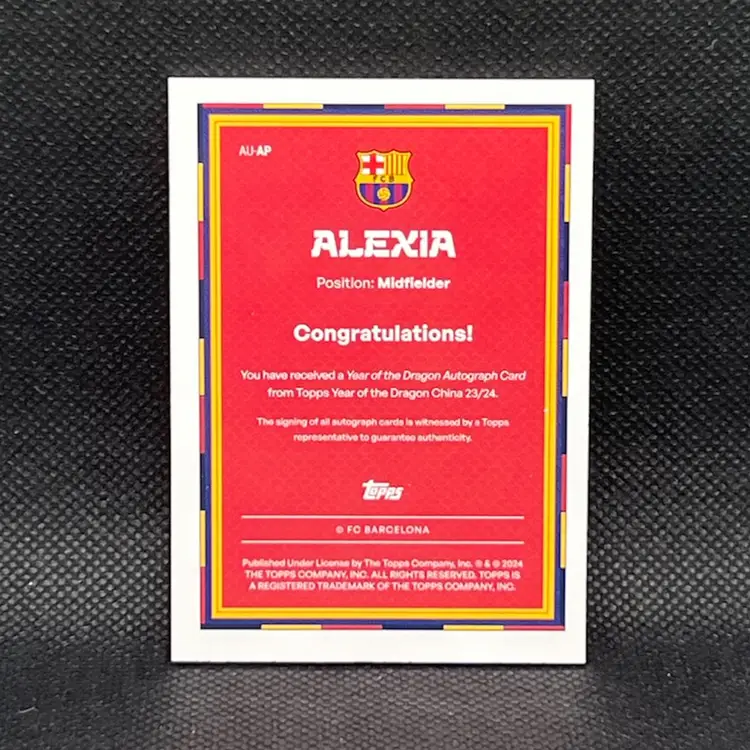 AU-AP
FCB
ALEXIA
Position: Midfielder
Congratulations!
You have received a Year of the Dragon Autograph Card
from Topps Year of the Dragon China 23/24.
The signing of all autograph cards is witnessed by a Topps
representative to guarantee authenticity.
Topps
© FC BARCELONA
Published Under License by The Topps Company, Inc. ® & © 2024
THE TOPPS COMPANY, INC. ALL RIGHTS RESERVED. TOPPS IS
A REGISTERED TRADEMARK OF THE TOPPS COMPANY, INC.